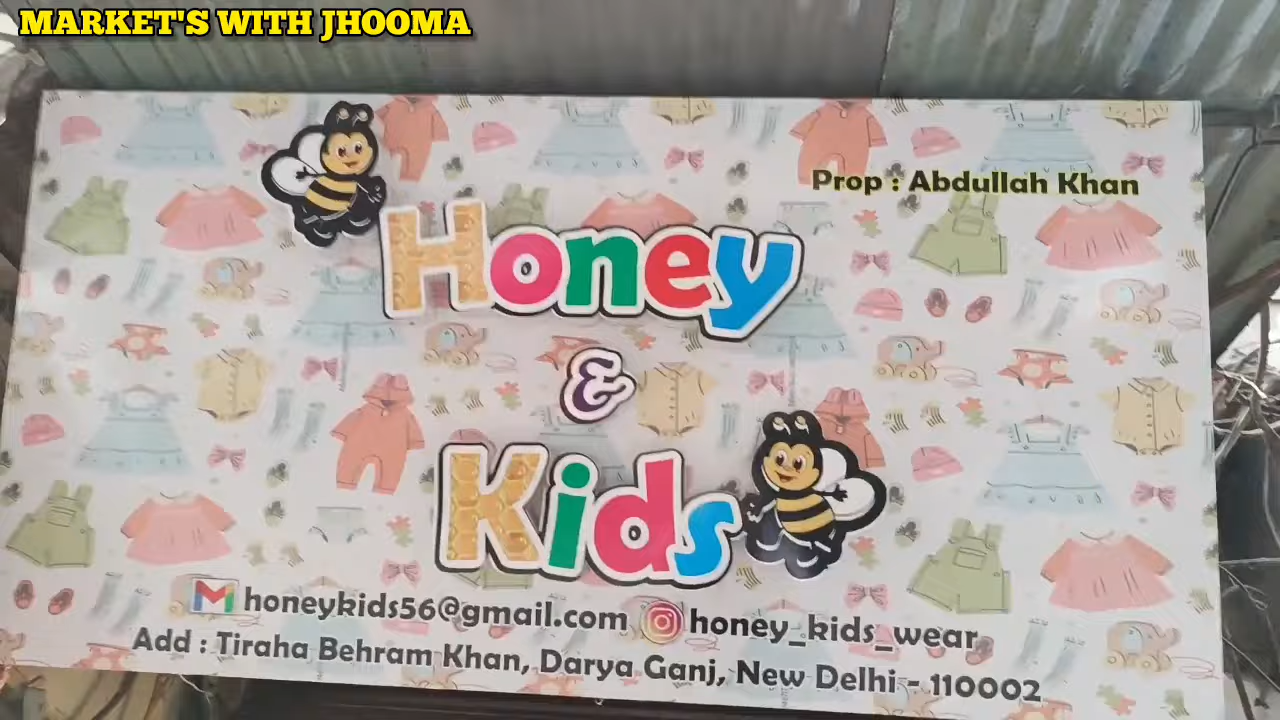 MARKET'S WITH JHOOMA
Prop : Abdullah Khan
Honey
&
Kids
honeykids56@gmail.com honey_kids_wear
Add : Tiraha Behram Khan, Darya Ganj, New Delhi - 110002